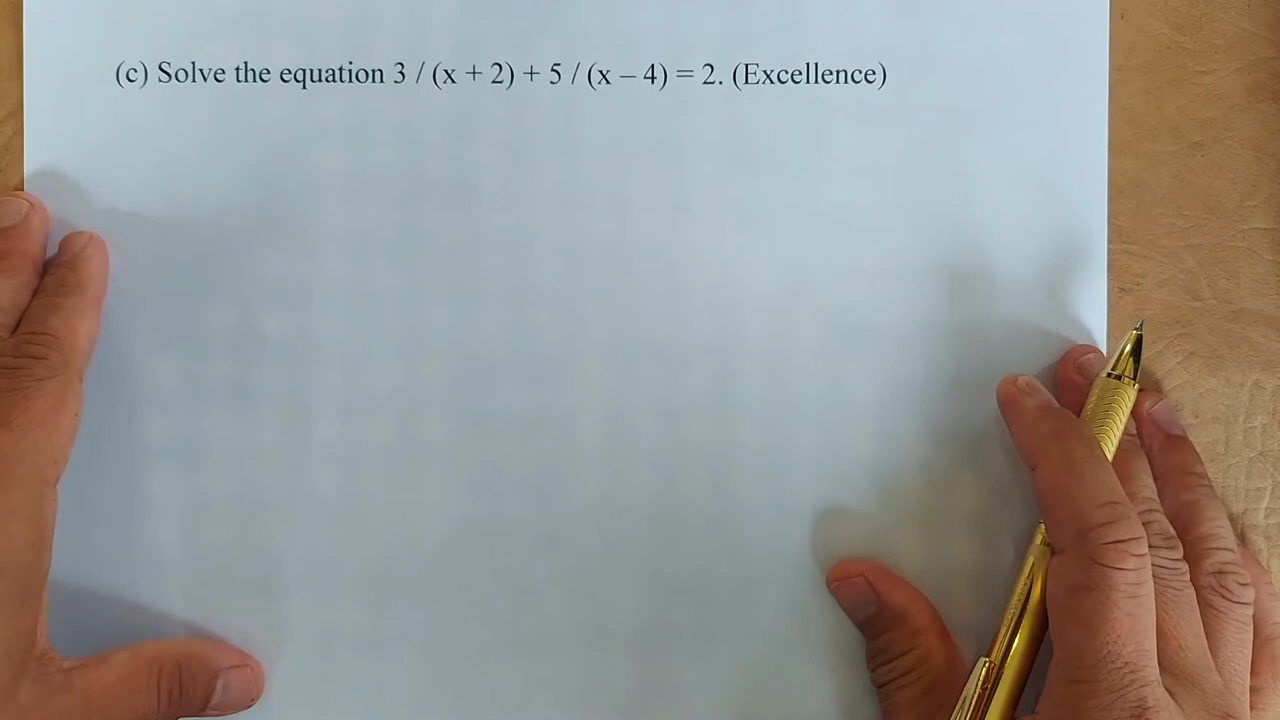 (c) Solve the equation 3 / (x + 2) + 5 / (x – 4) = 2. (Excellence)